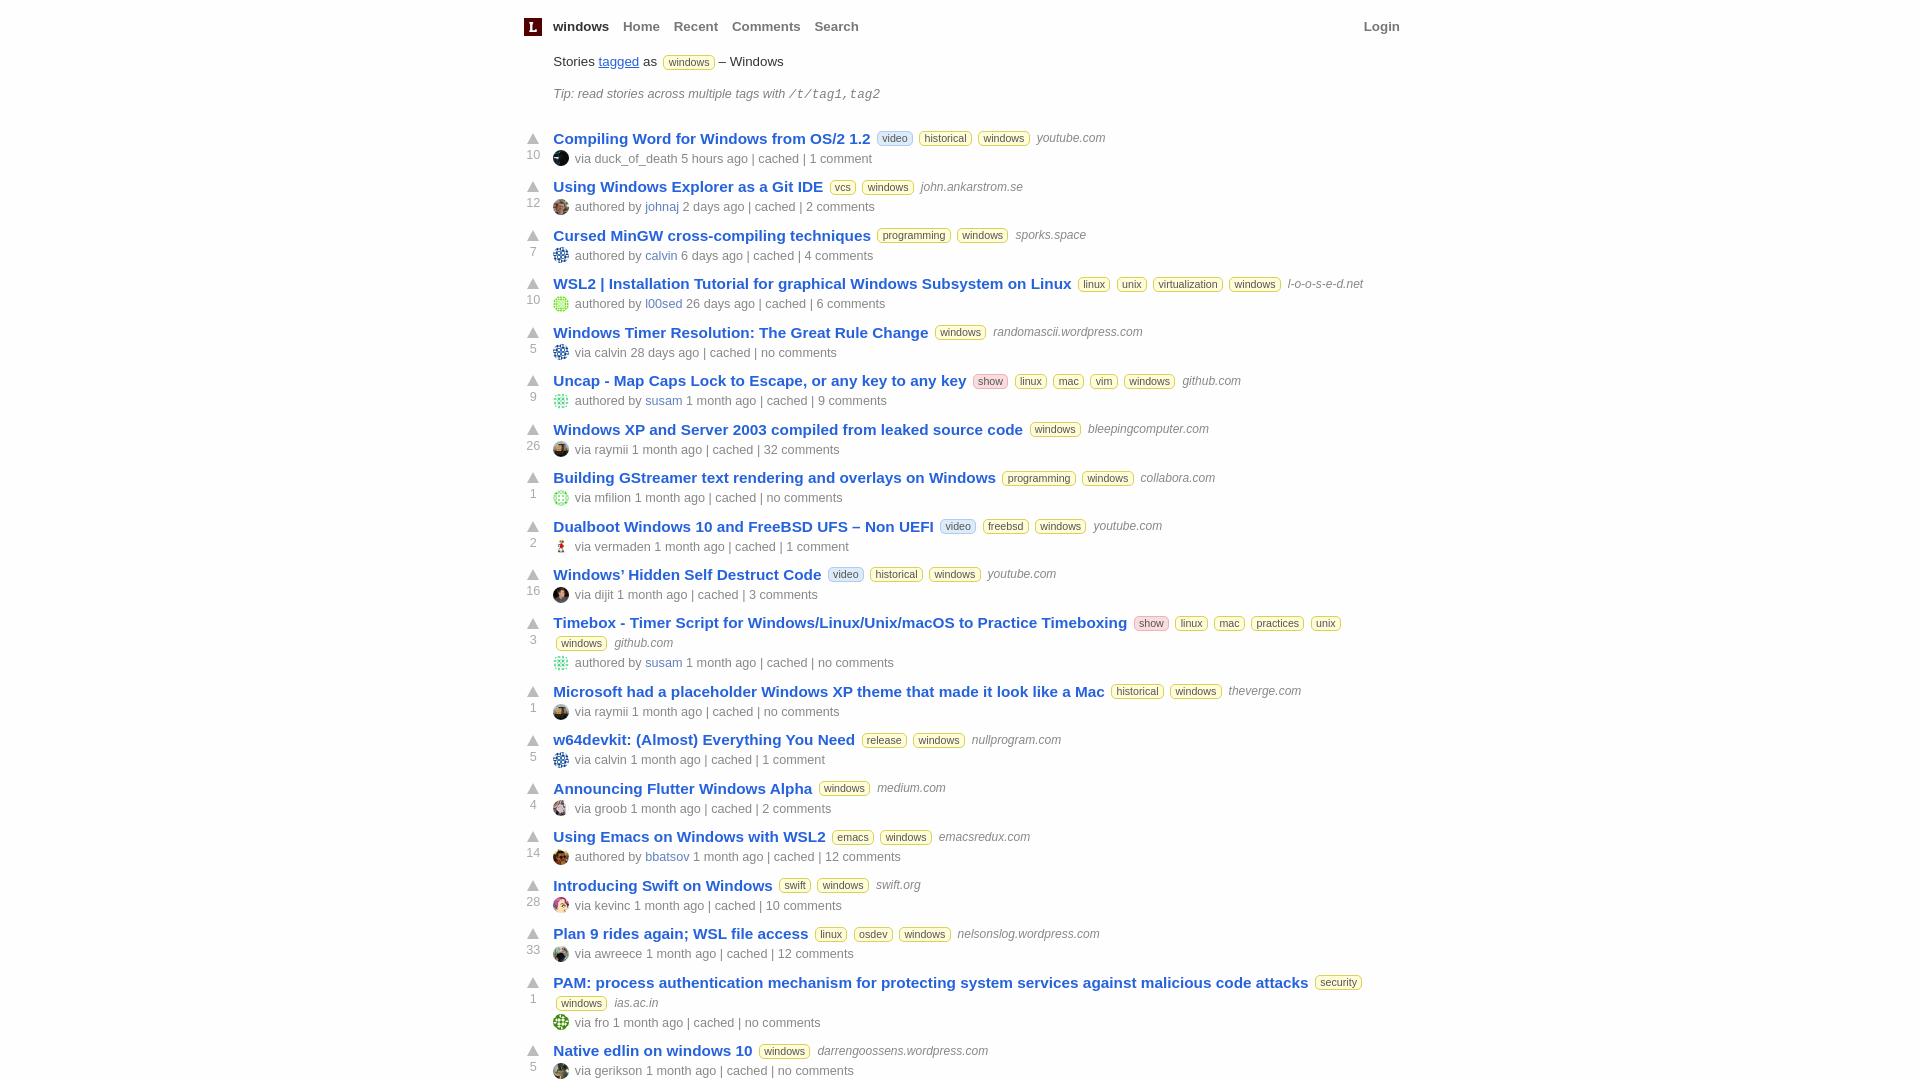 L windows Home Recent Comments Search Login
Stories tagged as windows – Windows
Tip: read stories across multiple tags with /t/tag1,tag2
Compiling Word for Windows from OS/2 1.2 video historical windows youtube.com
10 via duck_of_death 5 hours ago | cached | 1 comment
Using Windows Explorer as a Git IDE vcs windows john.ankarstrom.se
12 authored by johnaj 2 days ago | cached | 2 comments
Cursed MinGW cross-compiling techniques programming windows sporks.space
7 authored by calvin 6 days ago | cached | 4 comments
WSL2 | Installation Tutorial for graphical Windows Subsystem on Linux linux unix virtualization windows l-o-o-s-e-d.net
10 authored by l00sed 26 days ago | cached | 6 comments
Windows Timer Resolution: The Great Rule Change windows randomascii.wordpress.com
5 via calvin 28 days ago | cached | no comments
Uncap - Map Caps Lock to Escape, or any key to any key show linux mac vim windows github.com
9 authored by susam 1 month ago | cached | 9 comments
Windows XP and Server 2003 compiled from leaked source code windows bleepingcomputer.com
26 via raymii 1 month ago | cached | 32 comments
Building GStreamer text rendering and overlays on Windows programming windows collabora.com
1 via mfilion 1 month ago | cached | no comments
Dualboot Windows 10 and FreeBSD UFS – Non UEFI video freebsd windows youtube.com
2 via vermaden 1 month ago | cached | 1 comment
Windows’ Hidden Self Destruct Code video historical windows youtube.com
16 via dijit 1 month ago | cached | 3 comments
Timebox - Timer Script for Windows/Linux/Unix/macOS to Practice Timeboxing show linux mac practices unix
3 windows github.com
authored by susam 1 month ago | cached | no comments
Microsoft had a placeholder Windows XP theme that made it look like a Mac historical windows theverge.com
1 via raymii 1 month ago | cached | no comments
w64devkit: (Almost) Everything You Need release windows nullprogram.com
5 via calvin 1 month ago | cached | 1 comment
Announcing Flutter Windows Alpha windows medium.com
4 via groob 1 month ago | cached | 2 comments
Using Emacs on Windows with WSL2 emacs windows emacsredux.com
14 authored by bbatsov 1 month ago | cached | 12 comments
Introducing Swift on Windows swift windows swift.org
28 via kevinc 1 month ago | cached | 10 comments
Plan 9 rides again; WSL file access linux osdev windows nelsonslog.wordpress.com
33 via awreece 1 month ago | cached | 12 comments
PAM: process authentication mechanism for protecting system services against malicious code attacks security
1 windows ias.ac.in
via fro 1 month ago | cached | no comments
Native edlin on windows 10 windows darrengoossens.wordpress.com
5 via gerikson 1 month ago | cached | no comments